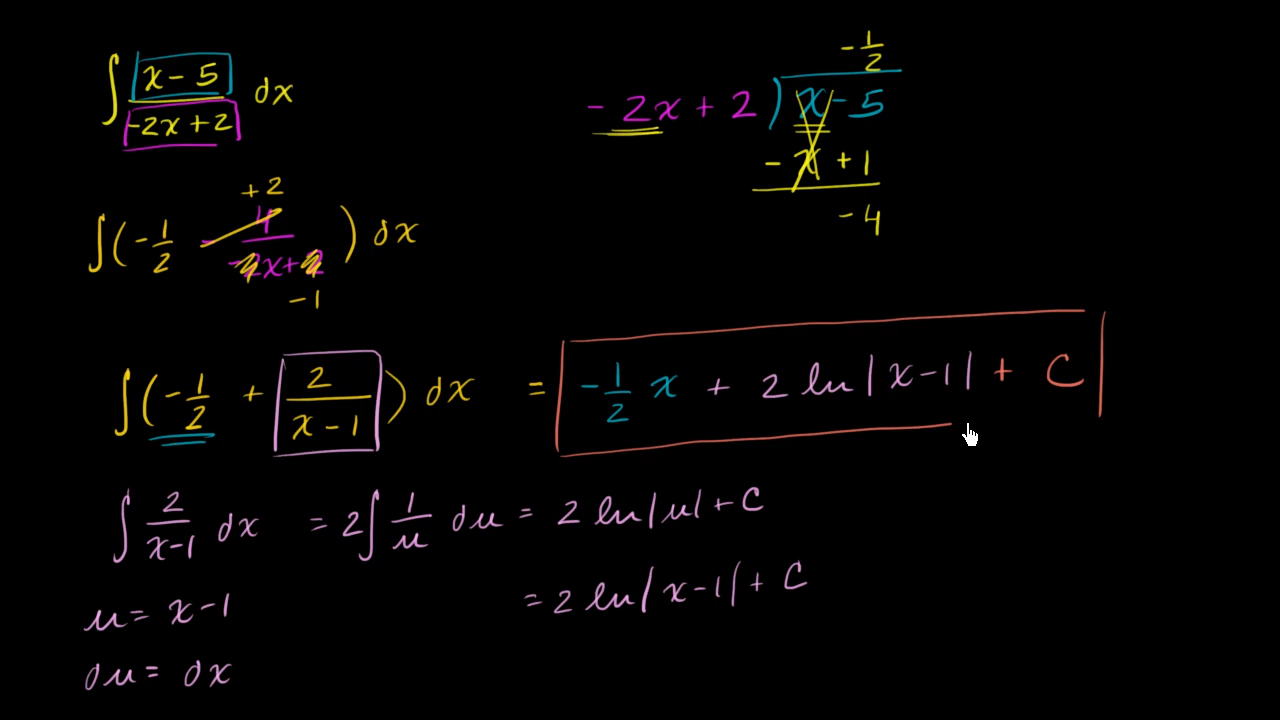 ∫ x - 5 / -2x + 2 dx
- 1/2
- 2x + 2 ) x - 5
- x + 1
- 4
+ 2
∫ ( - 1/2 - 4 / -2x + 2 ) dx
- 1
∫ ( - 1/2 + 2 / x - 1 ) dx = - 1/2 x + 2 ln | x - 1 | + C
∫ 2 / x - 1 dx = 2 ∫ 1/u du = 2 ln | u | + C
u = x - 1
= 2 ln | x - 1 | + C
du = dx